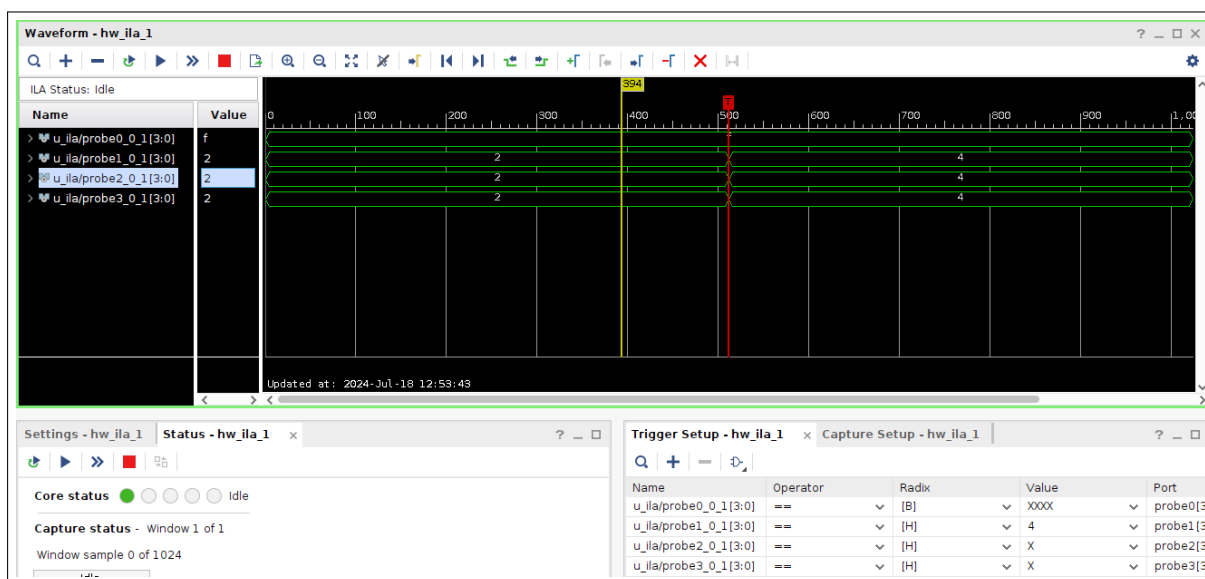 Waveform - hw_ila_1
ILA Status: Idle
394
Name Value
T
0 100 200 300 400 500 600 700 800 900 1,00
u_ila/probe0_0_1[3:0] f
u_ila/probe1_0_1[3:0] 2 2 4
u_ila/probe2_0_1[3:0] 2 2 4
u_ila/probe3_0_1[3:0] 2 2 4
Updated at: 2024-Jul-18 12:53:43
Settings - hw_ila_1 Status - hw_ila_1 Trigger Setup - hw_ila_1 Capture Setup - hw_ila_1
Core status Idle
Capture status - Window 1 of 1
Window sample 0 of 1024
Idle
Name Operator Radix Value Port
u_ila/probe0_0_1[3:0] == [B] XXXX probe0[3
u_ila/probe1_0_1[3:0] == [H] 4 probe1[3
u_ila/probe2_0_1[3:0] == [H] X probe2[3
u_ila/probe3_0_1[3:0] == [H] X probe3[3